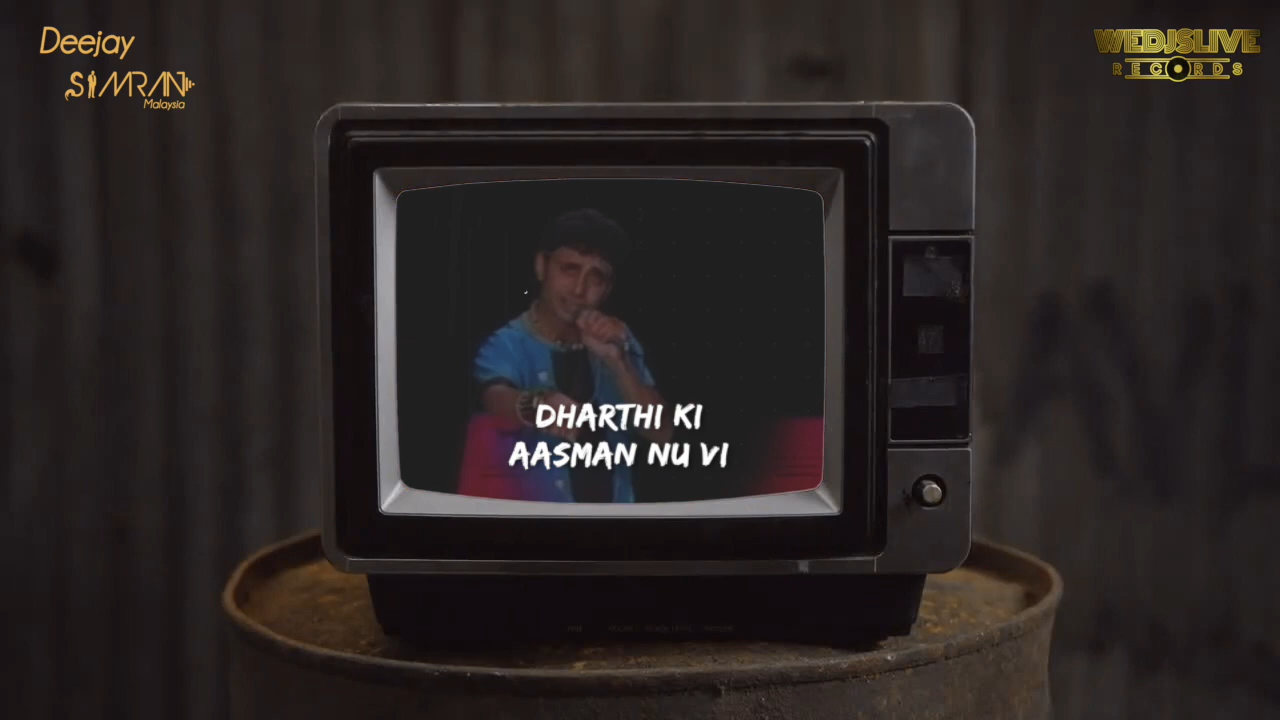 Deejay
SIMRAN
Malaysia
WEDJSLIVE
RECORDS
DHARTHI KI
AASMAN NU VI